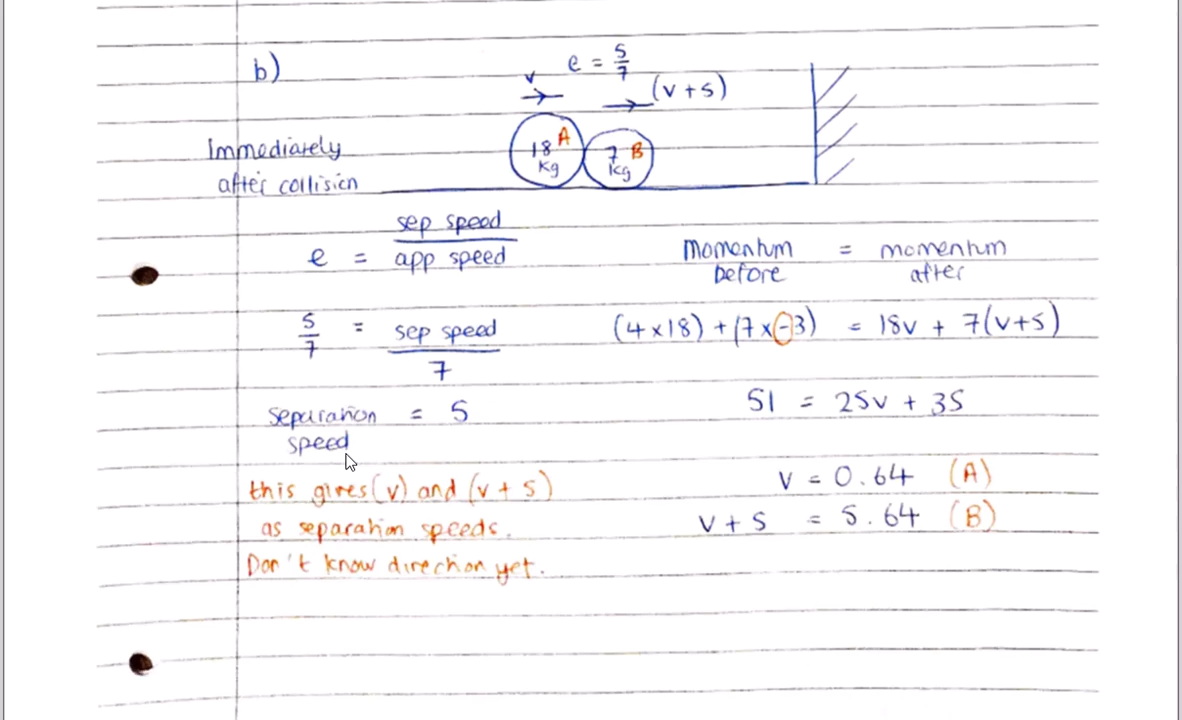 b)
e = 5/7
v
(v + 5)
Immediately
after collision
18 A
kg
7 B
kg
e = sep speed / app speed
momentum before = momentum after
5/7 = sep speed / 7
(4 x 18) + (7 x -3) = 18v + 7(v+5)
separation speed = 5
51 = 25v + 35
this gives (v) and (v + 5)
as separation speeds.
Don't know direction yet.
v = 0.64 (A)
v + 5 = 5.64 (B)